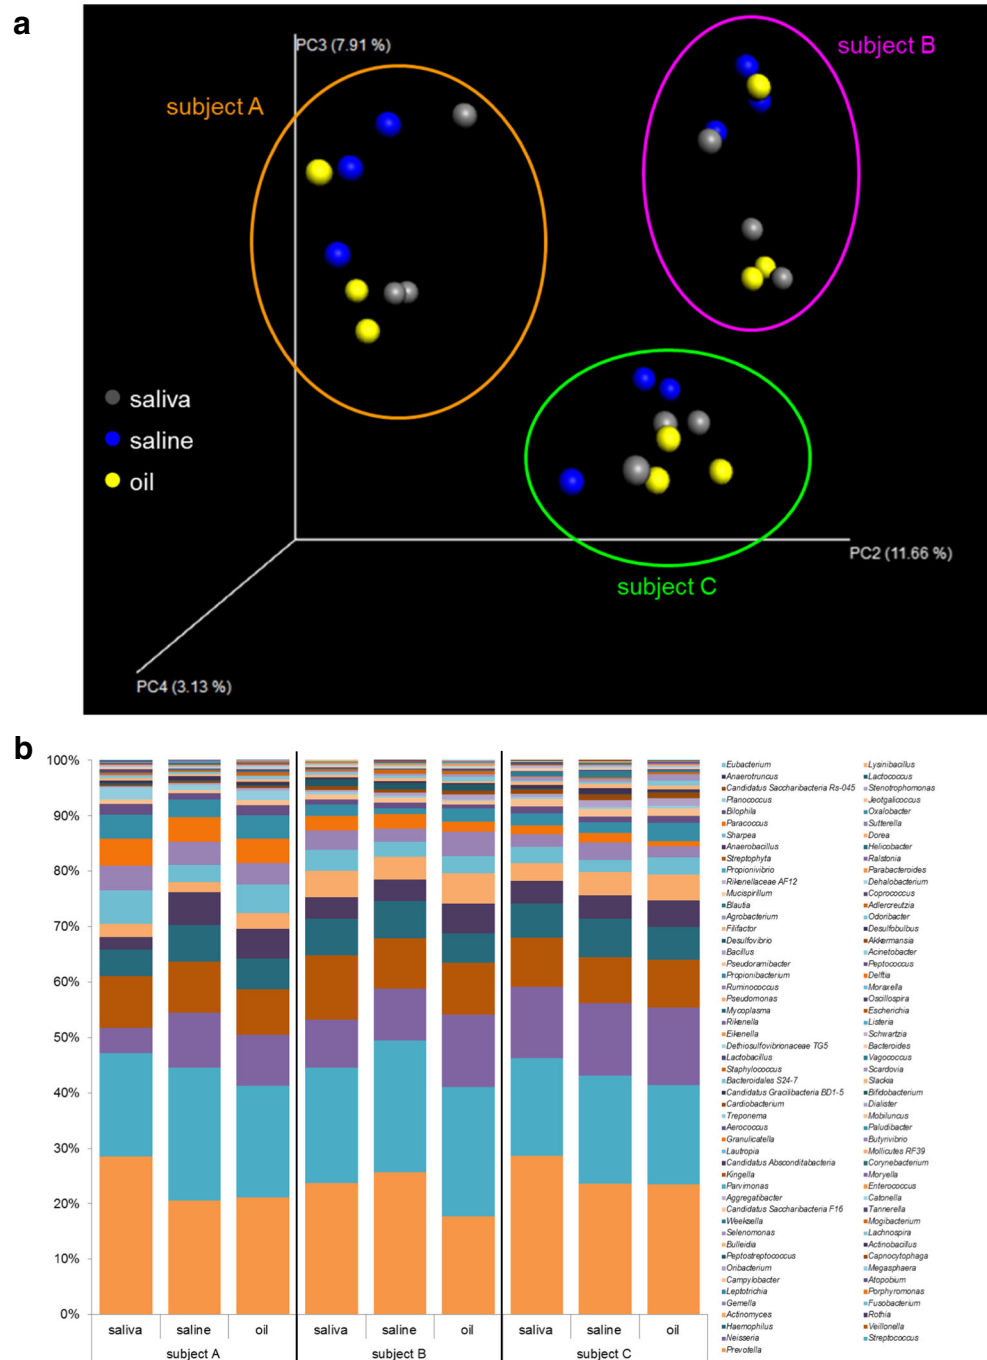 a
PC3 (7.91 %)
subject B
subject A
saliva
saline
oil
PC2 (11.66 %)
subject C
PC4 (3.13 %)
b
100%
90%
80%
70%
60%
50%
40%
30%
20%
10%
0%
saliva saline oil saliva saline oil saliva saline oil
subject A subject B subject C
Eubacterium Lysinibacillus
Anaerotruncus Lactococcus
Candidatus Saccharibacteria Rs-045 Stenotrophomonas
Planococcus Jeotgalicoccus
Bilophila Oxalobacter
Paracoccus Sutterella
Sharpea Dorea
Anaerobacillus Helicobacter
Streptophyta Ralstonia
Propionivibrio Parabacteroides
Rikenellaceae AF12 Dehalobacterium
Mucispirillum Coprococcus
Blautia Adlercreutzia
Agrobacterium Odoribacter
Filifactor Desulfobulbus
Desulfovibrio Akkermansia
Bacillus Acinetobacter
Pseudoramibacter Peptococcus
Propionibacterium Delftia
Ruminococcus Moraxella
Pseudomonas Oscillospira
Mycoplasma Escherichia
Rikenella Listeria
Eikenella Schwartzia
Dethiosulfovibrionaceae TG5 Bacteroides
Lactobacillus Vagococcus
Staphylococcus Scardovia
Bacteroidales S24-7 Slackia
Candidatus Gracilibacteria BD1-5 Bifidobacterium
Cardiobacterium Dialister
Treponema Mobiluncus
Aerococcus Paludibacter
Granulicatella Butyrivibrio
Lautropia Mollicutes RF39
Candidatus Absconditabacteria Corynebacterium
Kingella Moryella
Parvimonas Enterococcus
Aggregatibacter Catonella
Candidatus Saccharibacteria F16 Tannerella
Weeksella Mogibacterium
Selenomonas Lachnospira
Bulleidia Actinobacillus
Peptostreptococcus Capnocytophaga
Oribacterium Megasphaera
Campylobacter Atopobium
Leptotrichia Porphyromonas
Gemella Fusobacterium
Actinomyces Rothia
Haemophilus Veillonella
Neisseria Streptococcus
Prevotella